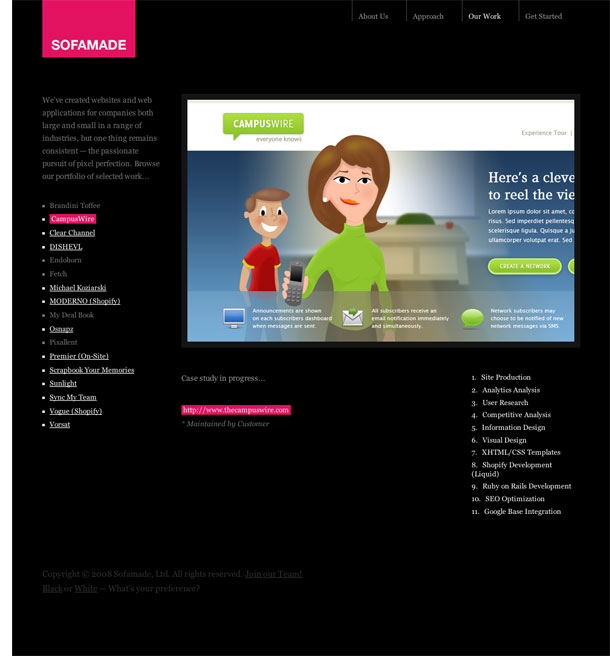 SOFAMADE
About Us
Approach
Our Work
Get Started
We've created websites and web
applications for companies both
large and small in a range of
industries, but one thing remains
consistent — the passionate
pursuit of pixel perfection. Browse
our portfolio of selected work...
Brandini Toffee
CampusWire
Clear Channel
DISHEVL
Endoborn
Fetch
Michael Koziarski
MODERNO (Shopify)
My Deal Book
Osnapz
Pixallent
Premier (On-Site)
Scrapbook Your Memories
Sunlight
Sync My Team
Vogue (Shopify)
Vorsat
CAMPUSWIRE
everyone knows
Experience Tour |
Here's a cleve
to reel the vie
Lorem ipsum dolor sit amet, co
risus. Sed imperdiet pellentesq
scelerisque ligula. Quisque a ju
ullamcorper volutpat erat. Sed h
CREATE A NETWORK
Announcements are shown
on each subscribers dashboard
when messages are sent.
All subscribers receive an
email notification immediately
and simultaneously.
Network subscribers may
choose to be notified of new
network messages via SMS.
Case study in progress...
http://www.thecampuswire.com
* Maintained by Customer
1. Site Production
2. Analytics Analysis
3. User Research
4. Competitive Analysis
5. Information Design
6. Visual Design
7. XHTML/CSS Templates
8. Shopify Development
(Liquid)
9. Ruby on Rails Development
10. SEO Optimization
11. Google Base Integration
Copyright © 2008 Sofamade, Ltd. All rights reserved. Join our Team!
Black or White — What's your preference?